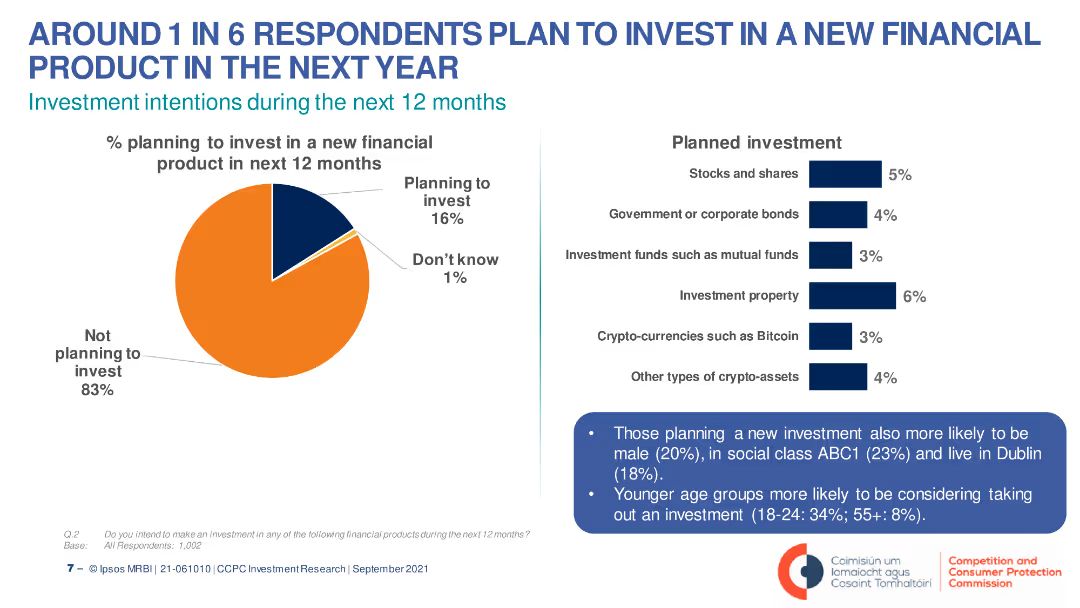 AROUND 1 IN 6 RESPONDENTS PLAN TO INVEST IN A NEW FINANCIAL
PRODUCT IN THE NEXT YEAR
Investment intentions during the next 12 months
% planning to invest in a new financial
product in next 12 months
Planning to
invest
16%
Don't know
1%
Not
planning to
invest
83%
Planned investment
Stocks and shares 5%
Government or corporate bonds 4%
Investment funds such as mutual funds 3%
Investment property 6%
Crypto-currencies such as Bitcoin 3%
Other types of crypto-assets 4%
• Those planning a new investment also more likely to be
male (20%), in social class ABC1 (23%) and live in Dublin
(18%).
• Younger age groups more likely to be considering taking
out an investment (18-24: 34%; 55+: 8%).
Q.2 Do you intend to make an investment in any of the following financial products during the next 12 months?
Base: All Respondents: 1,002
7 – © Ipsos MRBI | 21-061010 | CCPC Investment Research | September 2021
Coimisiún um
Iomaíocht agus
Cosaint Tomhaltóirí
Competition and
Consumer Protection
Commission